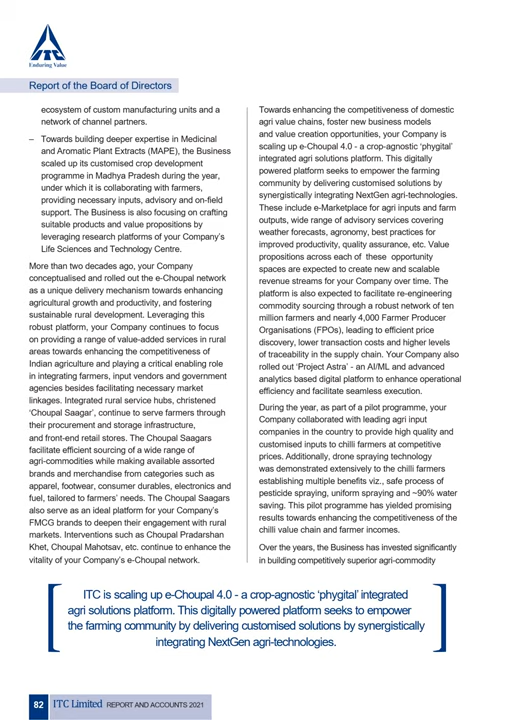 ITC
Enduring Value
Report of the Board of Directors
ecosystem of custom manufacturing units and a
network of channel partners.
– Towards building deeper expertise in Medicinal
and Aromatic Plant Extracts (MAPE), the Business
scaled up its customised crop development
programme in Madhya Pradesh during the year,
under which it is collaborating with farmers,
providing necessary inputs, advisory and on-field
support. The Business is also focusing on crafting
suitable products and value propositions by
leveraging research platforms of your Company's
Life Sciences and Technology Centre.
More than two decades ago, your Company
conceptualised and rolled out the e-Choupal network
as a unique delivery mechanism towards enhancing
agricultural growth and productivity, and fostering
sustainable rural development. Leveraging this
robust platform, your Company continues to focus
on providing a range of value-added services in rural
areas towards enhancing the competitiveness of
Indian agriculture and playing a critical enabling role
in integrating farmers, input vendors and government
agencies besides facilitating necessary market
linkages. Integrated rural service hubs, christened
'Choupal Saagar', continue to serve farmers through
their procurement and storage infrastructure,
and front-end retail stores. The Choupal Saagars
facilitate efficient sourcing of a wide range of
agri-commodities while making available assorted
brands and merchandise from categories such as
apparel, footwear, consumer durables, electronics and
fuel, tailored to farmers' needs. The Choupal Saagars
also serve as an ideal platform for your Company's
FMCG brands to deepen their engagement with rural
markets. Interventions such as Choupal Pradarshan
Khet, Choupal Mahotsav, etc. continue to enhance the
vitality of your Company's e-Choupal network.
Towards enhancing the competitiveness of domestic
agri value chains, foster new business models
and value creation opportunities, your Company is
scaling up e-Choupal 4.0 - a crop-agnostic 'phygital'
integrated agri solutions platform. This digitally
powered platform seeks to empower the farming
community by delivering customised solutions by
synergistically integrating NextGen agri-technologies.
These include e-Marketplace for agri inputs and farm
outputs, wide range of advisory services covering
weather forecasts, agronomy, best practices for
improved productivity, quality assurance, etc. Value
propositions across each of these opportunity
spaces are expected to create new and scalable
revenue streams for your Company over time. The
platform is also expected to facilitate re-engineering
commodity sourcing through a robust network of ten
million farmers and nearly 4,000 Farmer Producer
Organisations (FPOs), leading to efficient price
discovery, lower transaction costs and higher levels
of traceability in the supply chain. Your Company also
rolled out 'Project Astra' - an AI/ML and advanced
analytics based digital platform to enhance operational
efficiency and facilitate seamless execution.
During the year, as part of a pilot programme, your
Company collaborated with leading agri input
companies in the country to provide high quality and
customised inputs to chilli farmers at competitive
prices. Additionally, drone spraying technology
was demonstrated extensively to the chilli farmers
establishing multiple benefits viz., safe process of
pesticide spraying, uniform spraying and ~90% water
saving. This pilot programme has yielded promising
results towards enhancing the competitiveness of the
chilli value chain and farmer incomes.
Over the years, the Business has invested significantly
in building competitively superior agri-commodity
ITC is scaling up e-Choupal 4.0 - a crop-agnostic 'phygital' integrated
agri solutions platform. This digitally powered platform seeks to empower
the farming community by delivering customised solutions by synergistically
integrating NextGen agri-technologies.
82 ITC Limited REPORT AND ACCOUNTS 2021